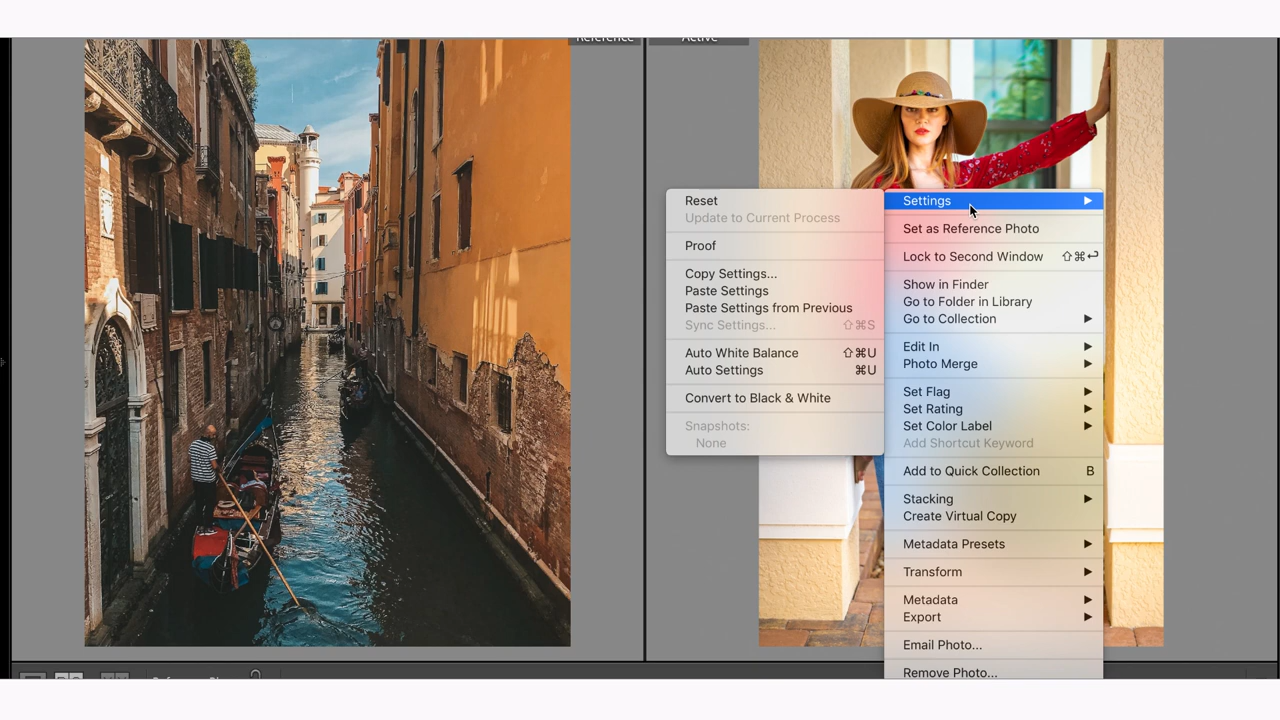 Reference
Active
Reset
Update to Current Process
Proof
Copy Settings...
Paste Settings
Paste Settings from Previous
Sync Settings... ⇧⌘S
Auto White Balance ⇧⌘U
Auto Settings ⌘U
Convert to Black & White
Snapshots:
None
Settings ▶
Set as Reference Photo
Lock to Second Window ⇧⌘↩
Show in Finder
Go to Folder in Library
Go to Collection ▶
Edit In ▶
Photo Merge ▶
Set Flag ▶
Set Rating ▶
Set Color Label ▶
Add Shortcut Keyword
Add to Quick Collection B
Stacking ▶
Create Virtual Copy
Metadata Presets ▶
Transform ▶
Metadata ▶
Export ▶
Email Photo...
Remove Photo...